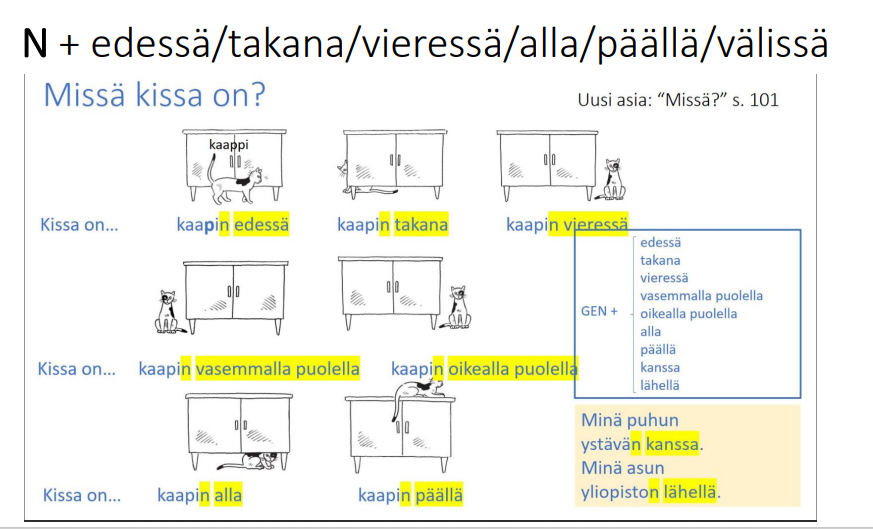 N + edessä/takana/vieressä/alla/päällä/välissä
Missä kissa on?
Uusi asia: “Missä?” s. 101
kaappi
Kissa on... kaapin edessä kaapin takana kaapin vieressä
Kissa on... kaapin vasemmalla puolella kaapin oikealla puolella
Kissa on... kaapin alla kaapin päällä
GEN +
edessä
takana
vieressä
vasemmalla puolella
oikealla puolella
alla
päällä
kanssa
lähellä
Minä puhun
ystävän kanssa.
Minä asun
yliopiston lähellä.